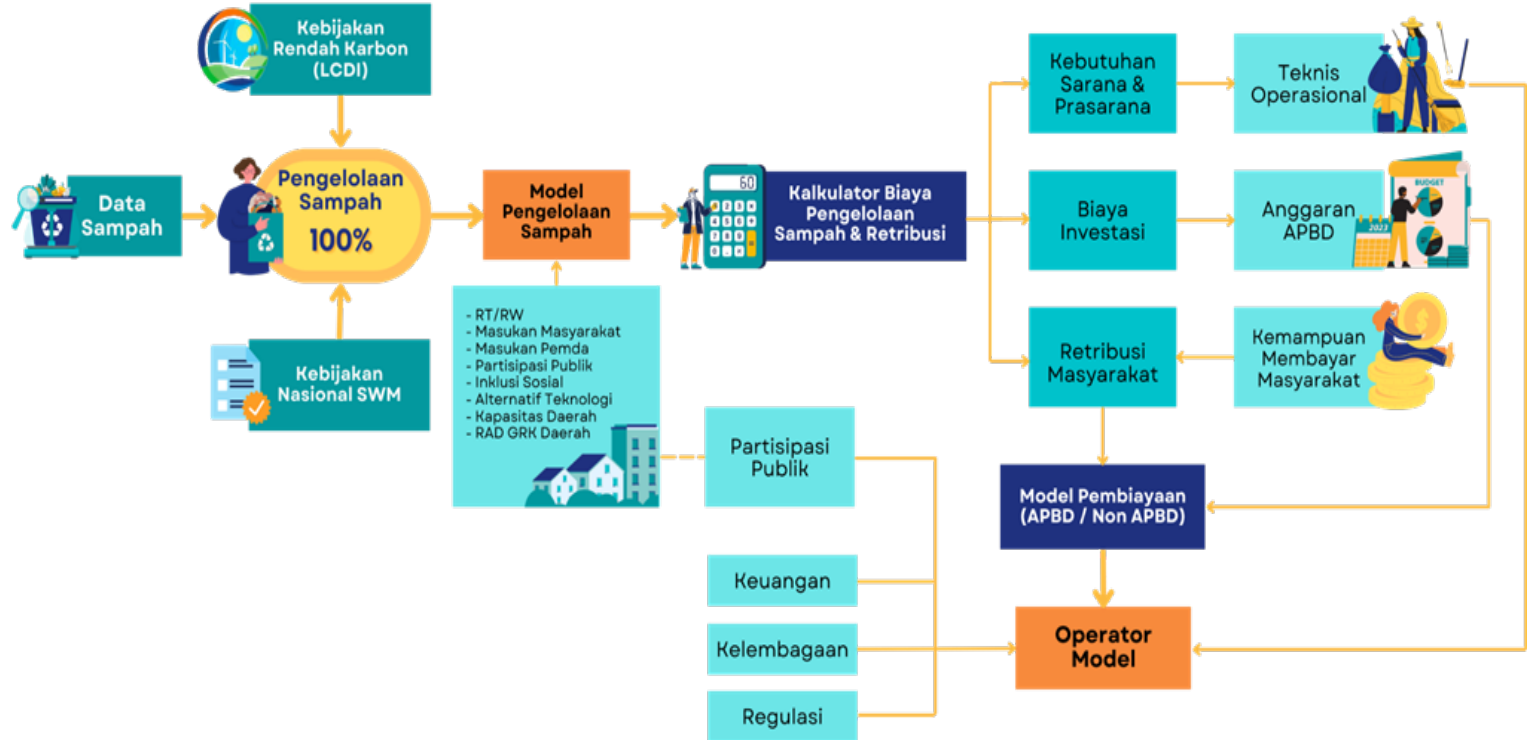 Kebijakan
Rendah Karbon
(LCDI)
Data
Sampah
Pengelolaan
Sampah
100%
Kebijakan
Nasional SWM
Model
Pengelolaan
Sampah
- RT/RW
- Masukan Masyarakat
- Masukan Pemda
- Partisipasi Publik
- Inklusi Sosial
- Alternatif Teknologi
- Kapasitas Daerah
- RAD GRK Daerah
60
Kalkulator Biaya
Pengelolaan
Sampah & Retribusi
Kebutuhan
Sarana &
Prasarana
Teknis
Operasional
Biaya
Investasi
Anggaran
APBD
BUDGET
2023
Retribusi
Masyarakat
Kemampuan
Membayar
Masyarakat
Partisipasi
Publik
Keuangan
Kelembagaan
Regulasi
Model Pembiayaan
(APBD / Non APBD)
Operator
Model